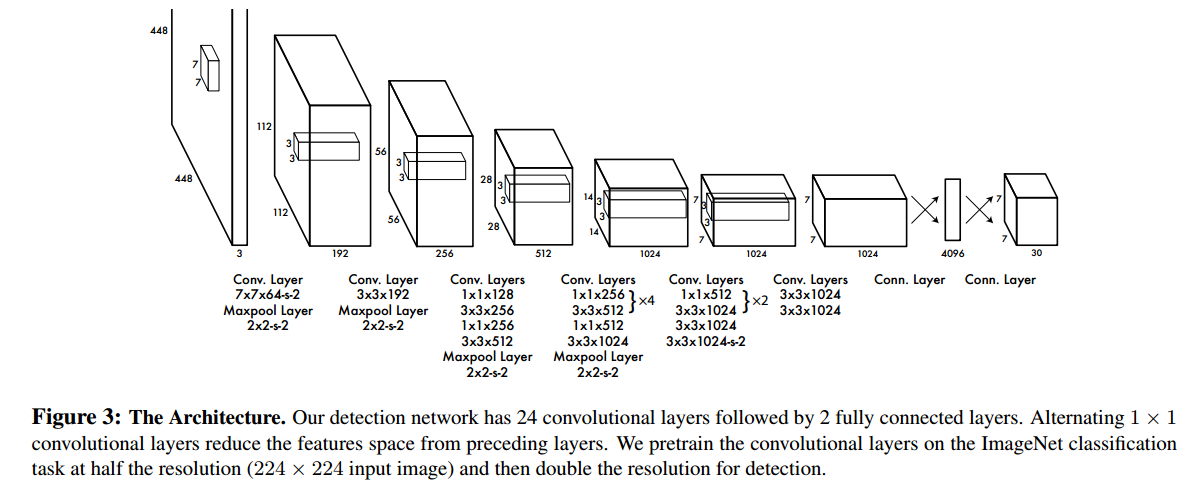 448
7
7
448
3
112
3
3
112
192
56
3
3
56
256
28
3
3
28
512
14
3
3
14
1024
7
3
3
7
1024
7
7
1024
4096
7
7
30
Conv. Layer
7x7x64-s-2
Maxpool Layer
2x2-s-2
Conv. Layer
3x3x192
Maxpool Layer
2x2-s-2
Conv. Layers
1x1x128
3x3x256
1x1x256
3x3x512
Maxpool Layer
2x2-s-2
Conv. Layers
1x1x256
3x3x512 } ×4
1x1x512
3x3x1024
Maxpool Layer
2x2-s-2
Conv. Layers
1x1x512
3x3x1024 } ×2
3x3x1024
3x3x1024-s-2
Conv. Layers
3x3x1024
3x3x1024
Conn. Layer
Conn. Layer
Figure 3: The Architecture. Our detection network has 24 convolutional layers followed by 2 fully connected layers. Alternating 1 × 1
convolutional layers reduce the features space from preceding layers. We pretrain the convolutional layers on the ImageNet classification
task at half the resolution (224 × 224 input image) and then double the resolution for detection.